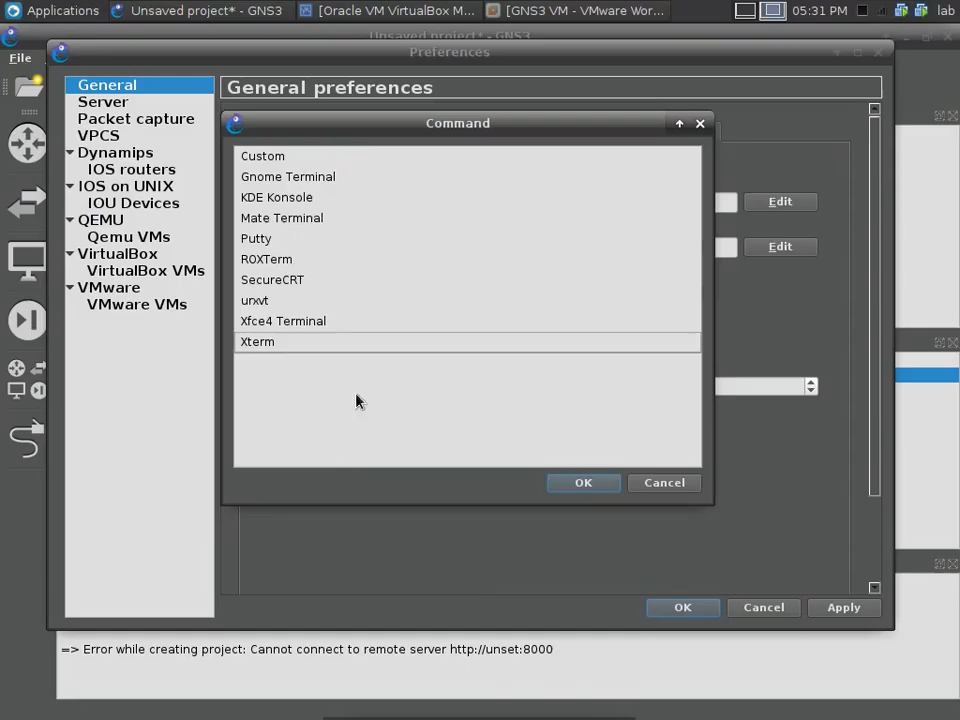 Applications
Unsaved project* - GNS3
[Oracle VM VirtualBox M...
[GNS3 VM - VMware Wor...
05:31 PM
lab
Unsaved project* - GNS3
Preferences
File
General
Server
Packet capture
VPCS
Dynamips
IOS routers
IOS on UNIX
IOU Devices
QEMU
Qemu VMs
VirtualBox
VirtualBox VMs
VMware
VMware VMs
General preferences
Command
Custom
Gnome Terminal
KDE Konsole
Mate Terminal
Putty
ROXTerm
SecureCRT
urxvt
Xfce4 Terminal
Xterm
OK
Cancel
Edit
Edit
OK
Cancel
Apply
=> Error while creating project: Cannot connect to remote server http://unset:8000